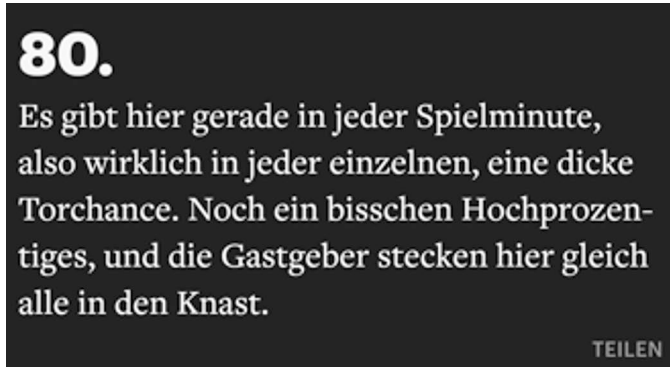 80.
Es gibt hier gerade in jeder Spielminute,
also wirklich in jeder einzelnen, eine dicke
Torchance. Noch ein bisschen Hochprozen-
tiges, und die Gastgeber stecken hier gleich
alle in den Knast.
TEILEN